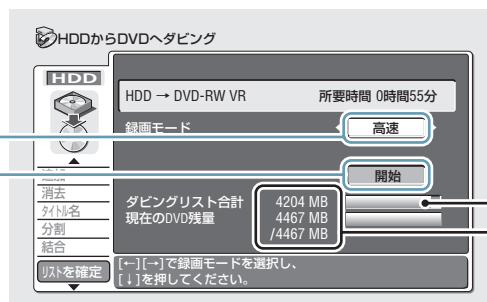 HDDからDVDへダビング
HDD
HDD → DVD-RW VR 所要時間 0時間55分
録画モード 高速
開始
消去
タイトル名
分割
結合
リストを確定
ダビングリスト合計 4204 MB
現在のDVD残量 4467 MB
/4467 MB
[←][→]で録画モードを選択し、
[↓]を押してください。